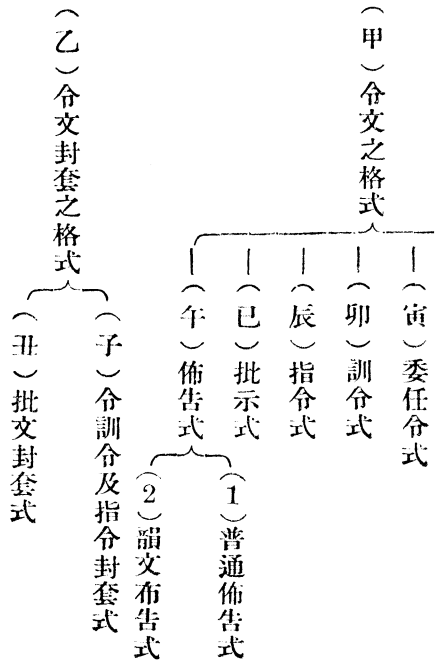 （甲）令文之格式
（寅）委任令式
（卯）訓令式
（辰）指令式
（巳）批示式
（午）佈告式
（1）普通佈告式
（2）韻文布告式
（乙）令文封套之格式
（子）令訓令及指令封套式
（丑）批文封套式